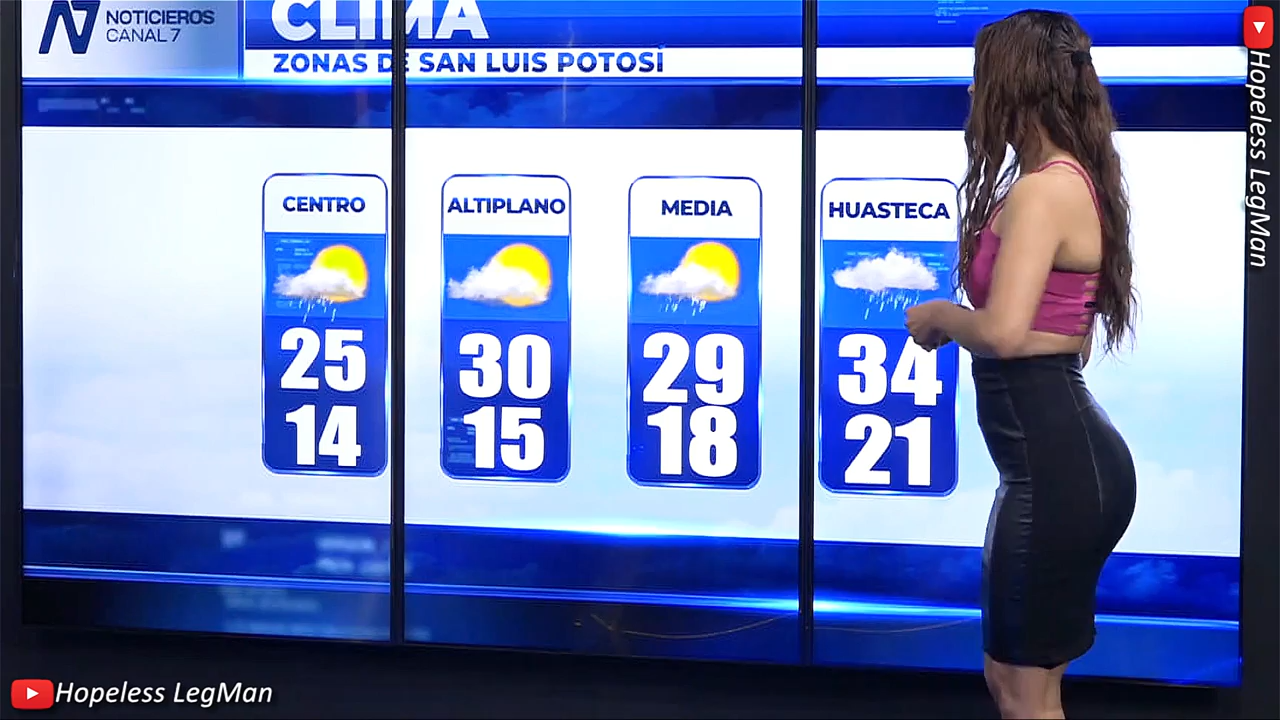 NOTICIEROS
CANAL 7
CLIMA
ZONAS DE SAN LUIS POTOSÍ
CENTRO
25
14
ALTIPLANO
30
15
MEDIA
29
18
HUASTECA
34
21
Hopeless LegMan
Hopeless LegMan